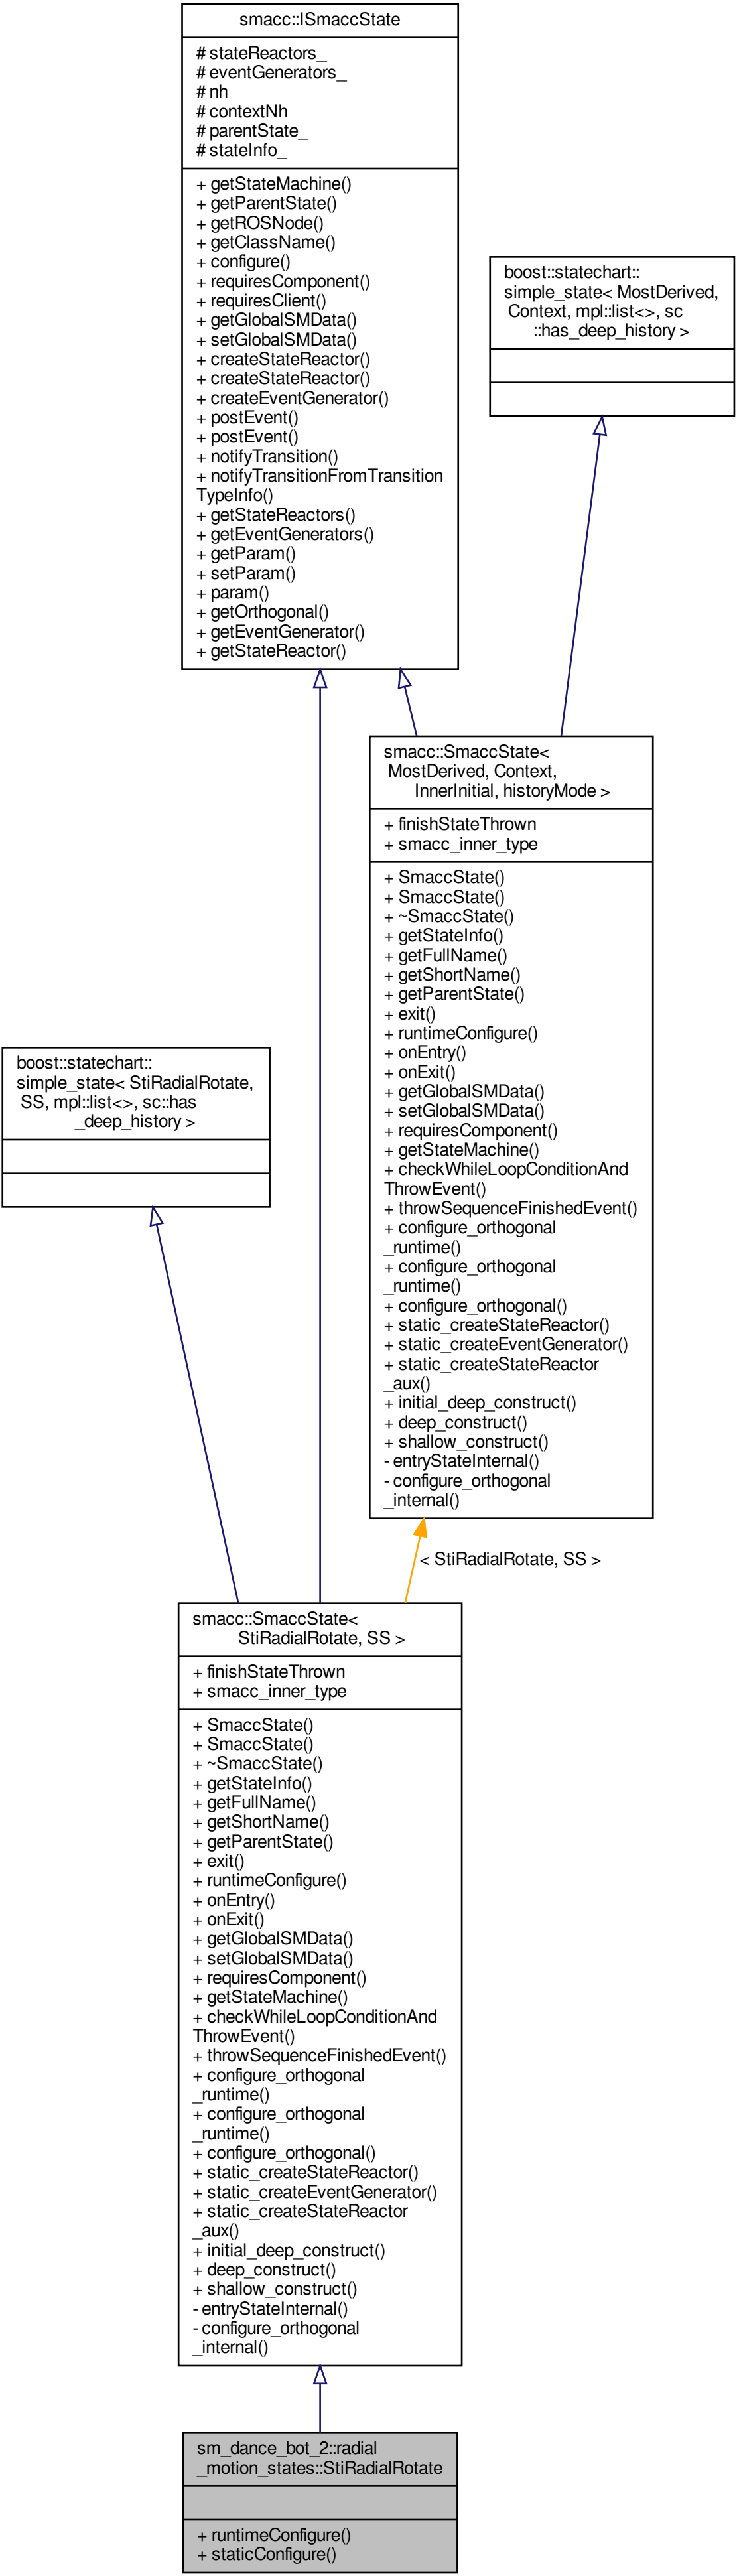 smacc::ISmaccState
# stateReactors_
# eventGenerators_
# nh
# contextNh
# parentState_
# stateInfo_
+ getStateMachine()
+ getParentState()
+ getROSNode()
+ getClassName()
+ configure()
+ requiresComponent()
+ requiresClient()
+ getGlobalSMData()
+ setGlobalSMData()
+ createStateReactor()
+ createStateReactor()
+ createEventGenerator()
+ postEvent()
+ postEvent()
+ notifyTransition()
+ notifyTransitionFromTransition
TypeInfo()
+ getStateReactors()
+ getEventGenerators()
+ getParam()
+ setParam()
+ param()
+ getOrthogonal()
+ getEventGenerator()
+ getStateReactor()
boost::statechart::
simple_state< MostDerived,
Context, mpl::list<>, sc
::has_deep_history >
smacc::SmaccState<
MostDerived, Context,
InnerInitial, historyMode >
+ finishStateThrown
+ smacc_inner_type
+ SmaccState()
+ SmaccState()
+ ~SmaccState()
+ getStateInfo()
+ getFullName()
+ getShortName()
+ getParentState()
+ exit()
+ runtimeConfigure()
+ onEntry()
+ onExit()
+ getGlobalSMData()
+ setGlobalSMData()
+ requiresComponent()
+ getStateMachine()
+ checkWhileLoopConditionAnd
ThrowEvent()
+ throwSequenceFinishedEvent()
+ configure_orthogonal
_runtime()
+ configure_orthogonal
_runtime()
+ configure_orthogonal()
+ static_createStateReactor()
+ static_createEventGenerator()
+ static_createStateReactor
_aux()
+ initial_deep_construct()
+ deep_construct()
+ shallow_construct()
- entryStateInternal()
- configure_orthogonal
_internal()
boost::statechart::
simple_state< StiRadialRotate,
SS, mpl::list<>, sc::has
_deep_history >
< StiRadialRotate, SS >
smacc::SmaccState<
StiRadialRotate, SS >
+ finishStateThrown
+ smacc_inner_type
+ SmaccState()
+ SmaccState()
+ ~SmaccState()
+ getStateInfo()
+ getFullName()
+ getShortName()
+ getParentState()
+ exit()
+ runtimeConfigure()
+ onEntry()
+ onExit()
+ getGlobalSMData()
+ setGlobalSMData()
+ requiresComponent()
+ getStateMachine()
+ checkWhileLoopConditionAnd
ThrowEvent()
+ throwSequenceFinishedEvent()
+ configure_orthogonal
_runtime()
+ configure_orthogonal
_runtime()
+ configure_orthogonal()
+ static_createStateReactor()
+ static_createEventGenerator()
+ static_createStateReactor
_aux()
+ initial_deep_construct()
+ deep_construct()
+ shallow_construct()
- entryStateInternal()
- configure_orthogonal
_internal()
sm_dance_bot_2::radial
_motion_states::StiRadialRotate
+ runtimeConfigure()
+ staticConfigure()